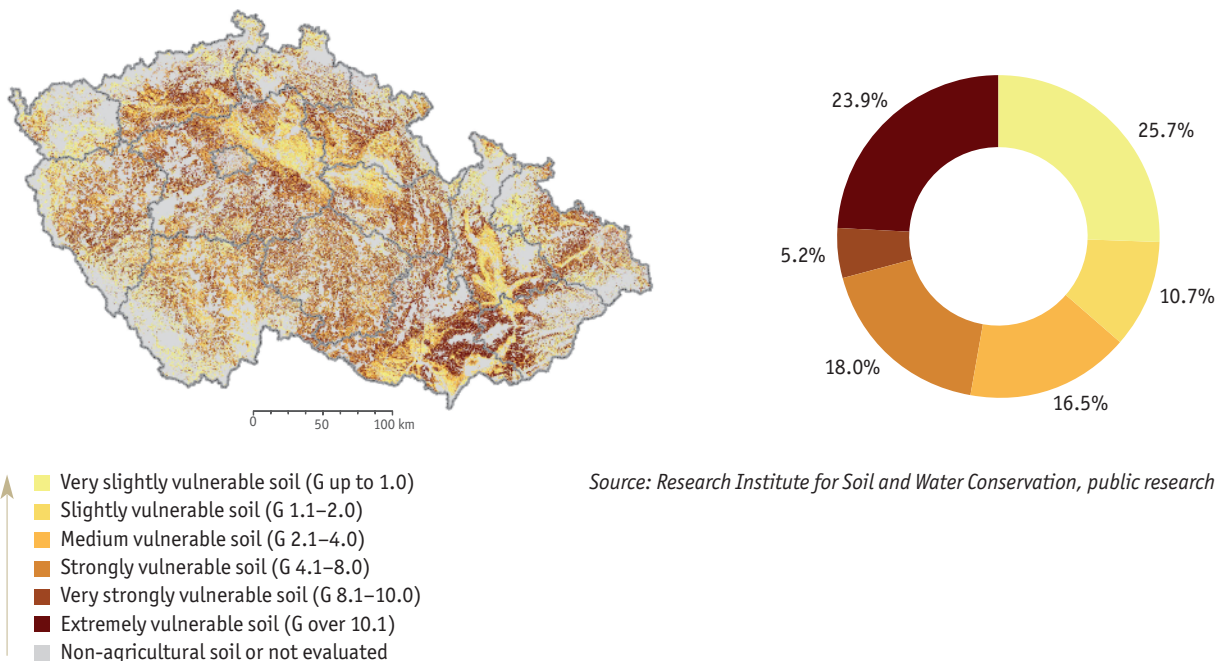 23.9%
25.7%
5.2%
10.7%
18.0%
16.5%
0 50 100 km
Very slightly vulnerable soil (G up to 1.0)
Source: Research Institute for Soil and Water Conservation, public research
Slightly vulnerable soil (G 1.1–2.0)
Medium vulnerable soil (G 2.1–4.0)
Strongly vulnerable soil (G 4.1–8.0)
Very strongly vulnerable soil (G 8.1–10.0)
Extremely vulnerable soil (G over 10.1)
Non-agricultural soil or not evaluated